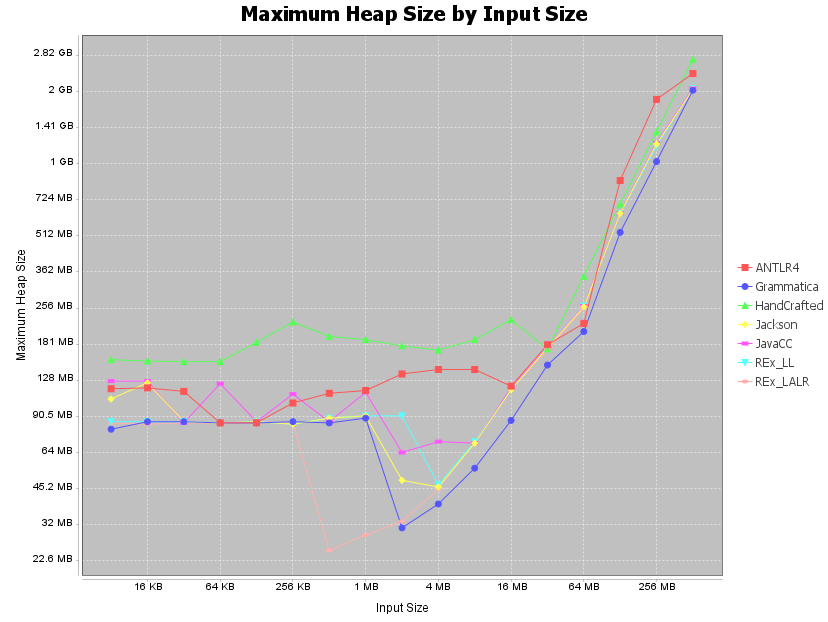 Maximum Heap Size by Input Size
Maximum Heap Size
2.82 GB
2 GB
1.41 GB
1 GB
724 MB
512 MB
362 MB
256 MB
181 MB
128 MB
90.5 MB
64 MB
45.2 MB
32 MB
22.6 MB
16 KB
64 KB
256 KB
1 MB
4 MB
16 MB
64 MB
256 MB
Input Size
ANTLR4
Grammatica
HandCrafted
Jackson
JavaCC
REx_LL
REx_LALR